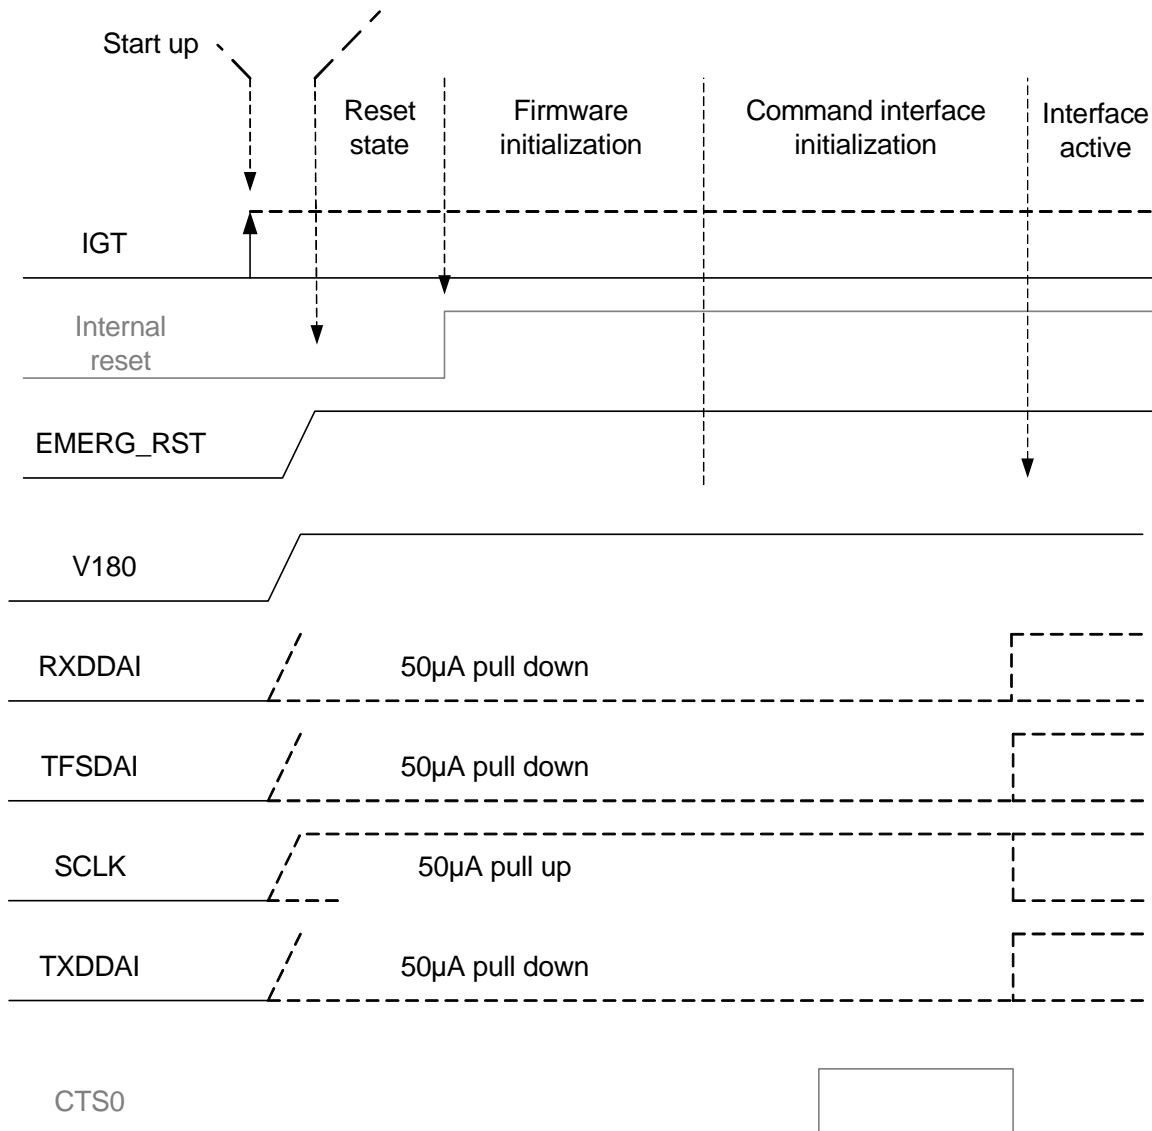 Start up
Reset
state
Firmware
initialization
Command interface
initialization
Interface
active
IGT
Internal
reset
EMERG_RST
V180
RXDDAI
50µA pull down
TFSDAI
50µA pull down
SCLK
50µA pull up
TXDDAI
50µA pull down
CTS0